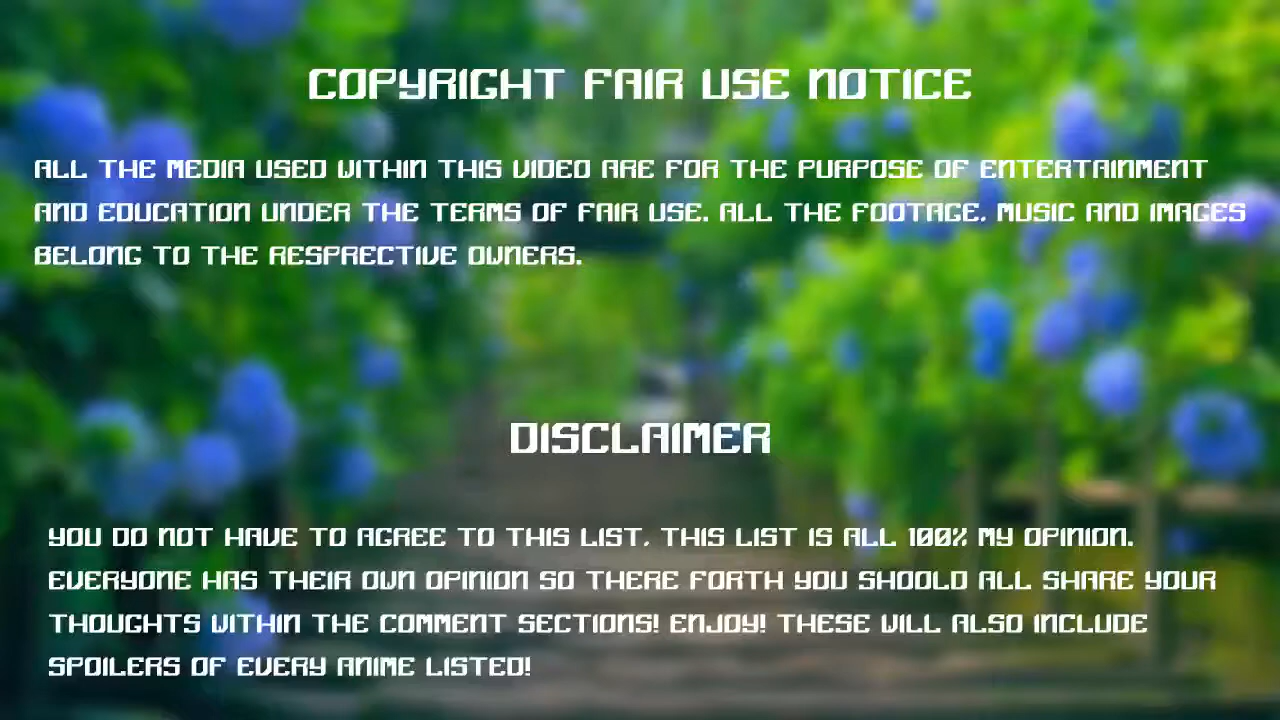 COPYRIGHT FAIR USE NOTICE
ALL THE MEDIA USED WITHIN THIS VIDEO ARE FOR THE PURPOSE OF ENTERTAINMENT
AND EDUCATION UNDER THE TERMS OF FAIR USE. ALL THE FOOTAGE, MUSIC AND IMAGES
BELONG TO THE RESPRECTIVE OWNERS.
DISCLAIMER
YOU DO NOT HAVE TO AGREE TO THIS LIST, THIS LIST IS ALL 100% MY OPINION.
EVERYONE HAS THEIR OWN OPINION SO THERE FORTH YOU SHOOLD ALL SHARE YOUR
THOUGHTS WITHIN THE COMMENT SECTIONS! ENJOY! THESE WILL ALSO INCLUDE
SPOILERS OF EVERY ANIME LISTED!